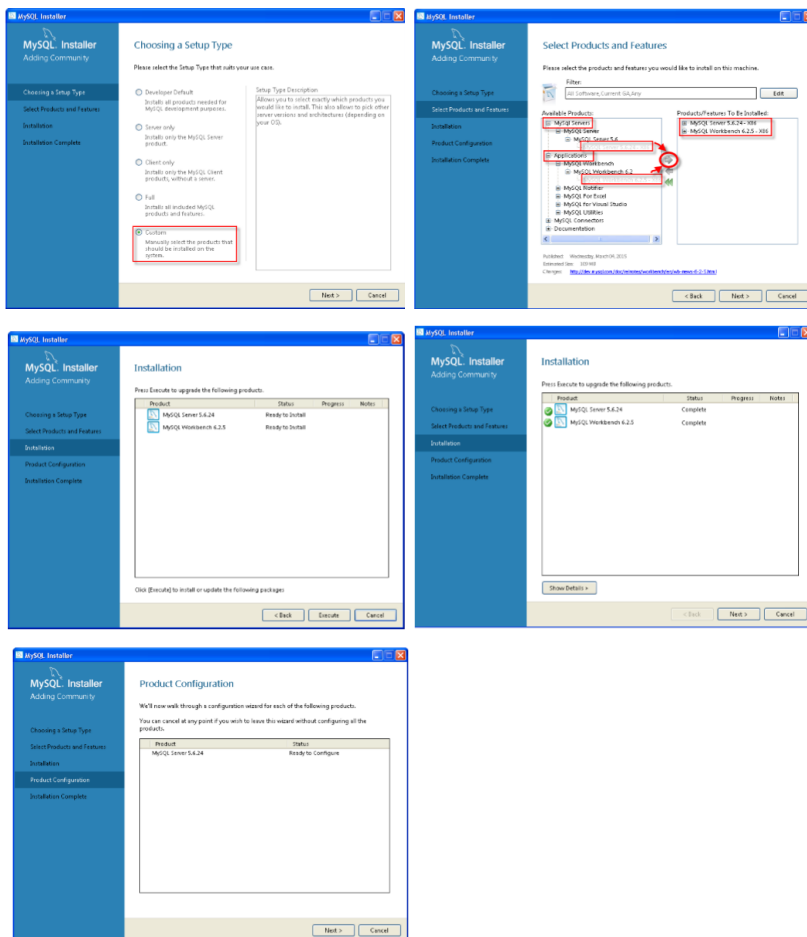 MySQL Installer
MySQL. Installer
Adding Community
Choosing a Setup Type
Select Products and Features
Installation
Installation Complete
Choosing a Setup Type
Please select the Setup Type that suits your use case.
Developer Default
Installs all products needed for
MySQL development purposes.
Server only
Installs only the MySQL Server
product.
Client only
Installs only the MySQL Client
products, without a server.
Full
Installs all included MySQL
products and features.
Custom
Manually select the products that
should be installed on the
system.
Setup Type Description
Allows you to select exactly which products you
would like to install. This also allows to pick other
server versions and architectures (depending on
your OS).
Next >
Cancel
MySQL Installer
MySQL. Installer
Adding Community
Choosing a Setup Type
Select Products and Features
Installation
Product Configuration
Installation Complete
Select Products and Features
Please select the products and features you would like to install on this machine.
Filter:
All Software,Current GA,Any
Edit
Available Products:
MySql Servers
MySQL Server
MySQL Server 5.6
Applications
MySQL Workbench
MySQL Workbench 6.2
MySQL Notifier
MySQL For Excel
MySQL for Visual Studio
MySQL Utilities
MySQL Connectors
Documentation
Products/Features To Be Installed:
MySQL Server 5.6.24 - X86
MySQL Workbench 6.2.5 - X86
Published: Wednesday, March 04, 2015
Estimated Size:
Changes:
< Back
Next >
Cancel
MySQL Installer
MySQL. Installer
Adding Community
Choosing a Setup Type
Select Products and Features
Installation
Product Configuration
Installation Complete
Installation
Press Execute to upgrade the following products.
Product Status Progress Notes
MySQL Server 5.6.24 Ready to Install
MySQL Workbench 6.2.5 Ready to Install
Click [Execute] to install or update the following packages
< Back
Execute
Cancel
MySQL Installer
MySQL. Installer
Adding Community
Choosing a Setup Type
Select Products and Features
Installation
Product Configuration
Installation Complete
Installation
Press Execute to upgrade the following products.
Product Status Progress Notes
MySQL Server 5.6.24 Complete
MySQL Workbench 6.2.5 Complete
Show Details >
< Back
Next >
Cancel
MySQL Installer
MySQL. Installer
Adding Community
Choosing a Setup Type
Select Products and Features
Installation
Product Configuration
Installation Complete
Product Configuration
We'll now walk through a configuration wizard for each of the following products.
You can cancel at any point if you wish to leave this wizard without configuring all the
products.
Product Status
MySQL Server 5.6.24 Ready to Configure
Next >
Cancel